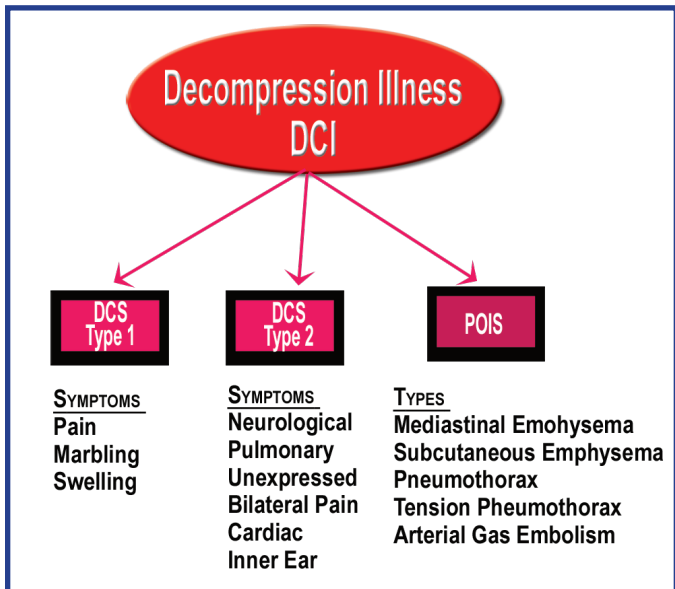 Decompression Illness
DCI
DCS
Type 1
SYMPTOMS
Pain
Marbling
Swelling
DCS
Type 2
SYMPTOMS
Neurological
Pulmonary
Unexpressed
Bilateral Pain
Cardiac
Inner Ear
POIS
TYPES
Mediastinal Emohysema
Subcutaneous Emphysema
Pneumothorax
Tension Pheumothorax
Arterial Gas Embolism